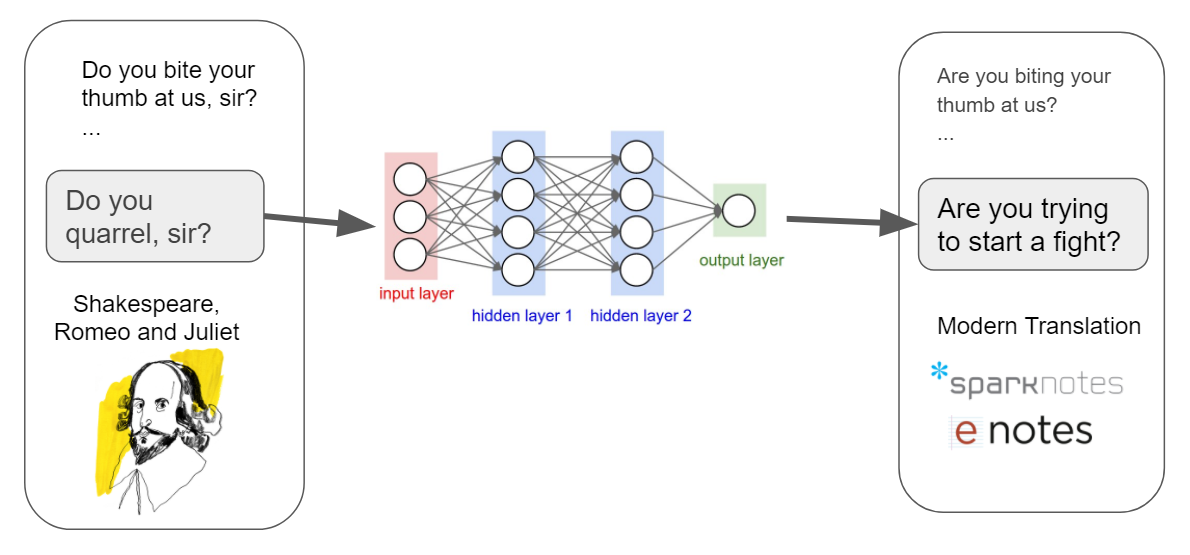 Do you bite your
thumb at us, sir?
...
Do you
quarrel, sir?
Shakespeare,
Romeo and Juliet
input layer
hidden layer 1
hidden layer 2
output layer
Are you biting your
thumb at us?
...
Are you trying
to start a fight?
Modern Translation
*sparknotes
e notes